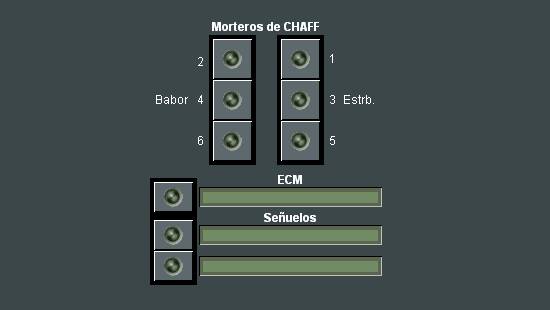 Morteros de CHAFF
2 1
Babor 4 3 Estrb.
6 5
ECM
Señuelos